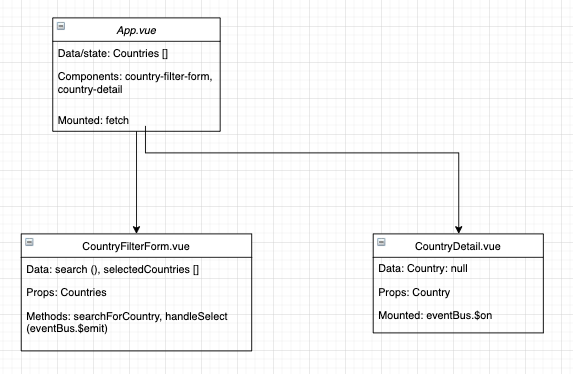 App.vue
Data/state: Countries []
Components: country-filter-form,
country-detail
Mounted: fetch
CountryFilterForm.vue
Data: search (), selectedCountries []
Props: Countries
Methods: searchForCountry, handleSelect
(eventBus.$emit)
CountryDetail.vue
Data: Country: null
Props: Country
Mounted: eventBus.$on